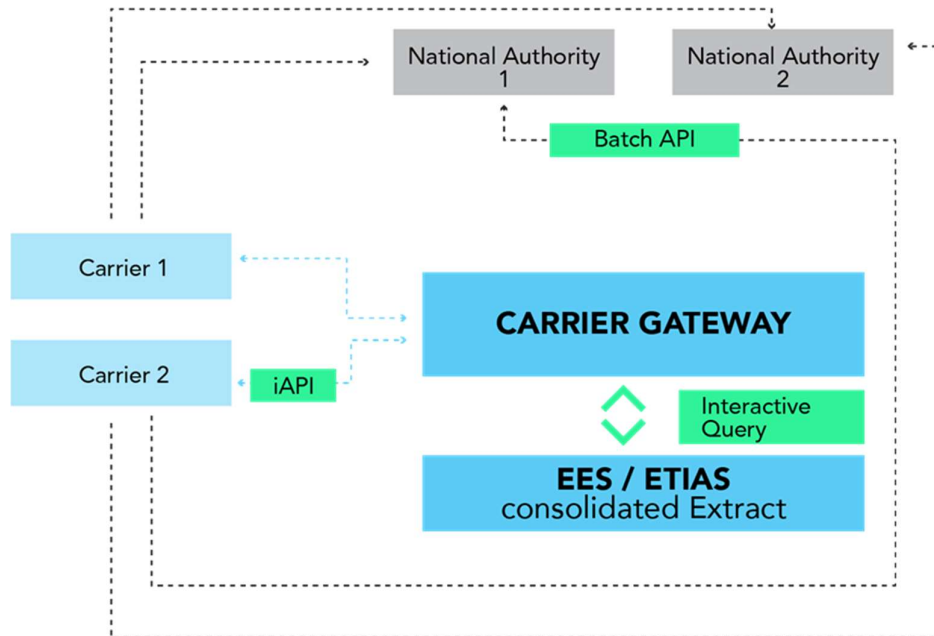 National Authority
1
National Authority
2
Batch API
Carrier 1
CARRIER GATEWAY
Carrier 2
iAPI
Interactive
Query
EES / ETIAS
consolidated Extract